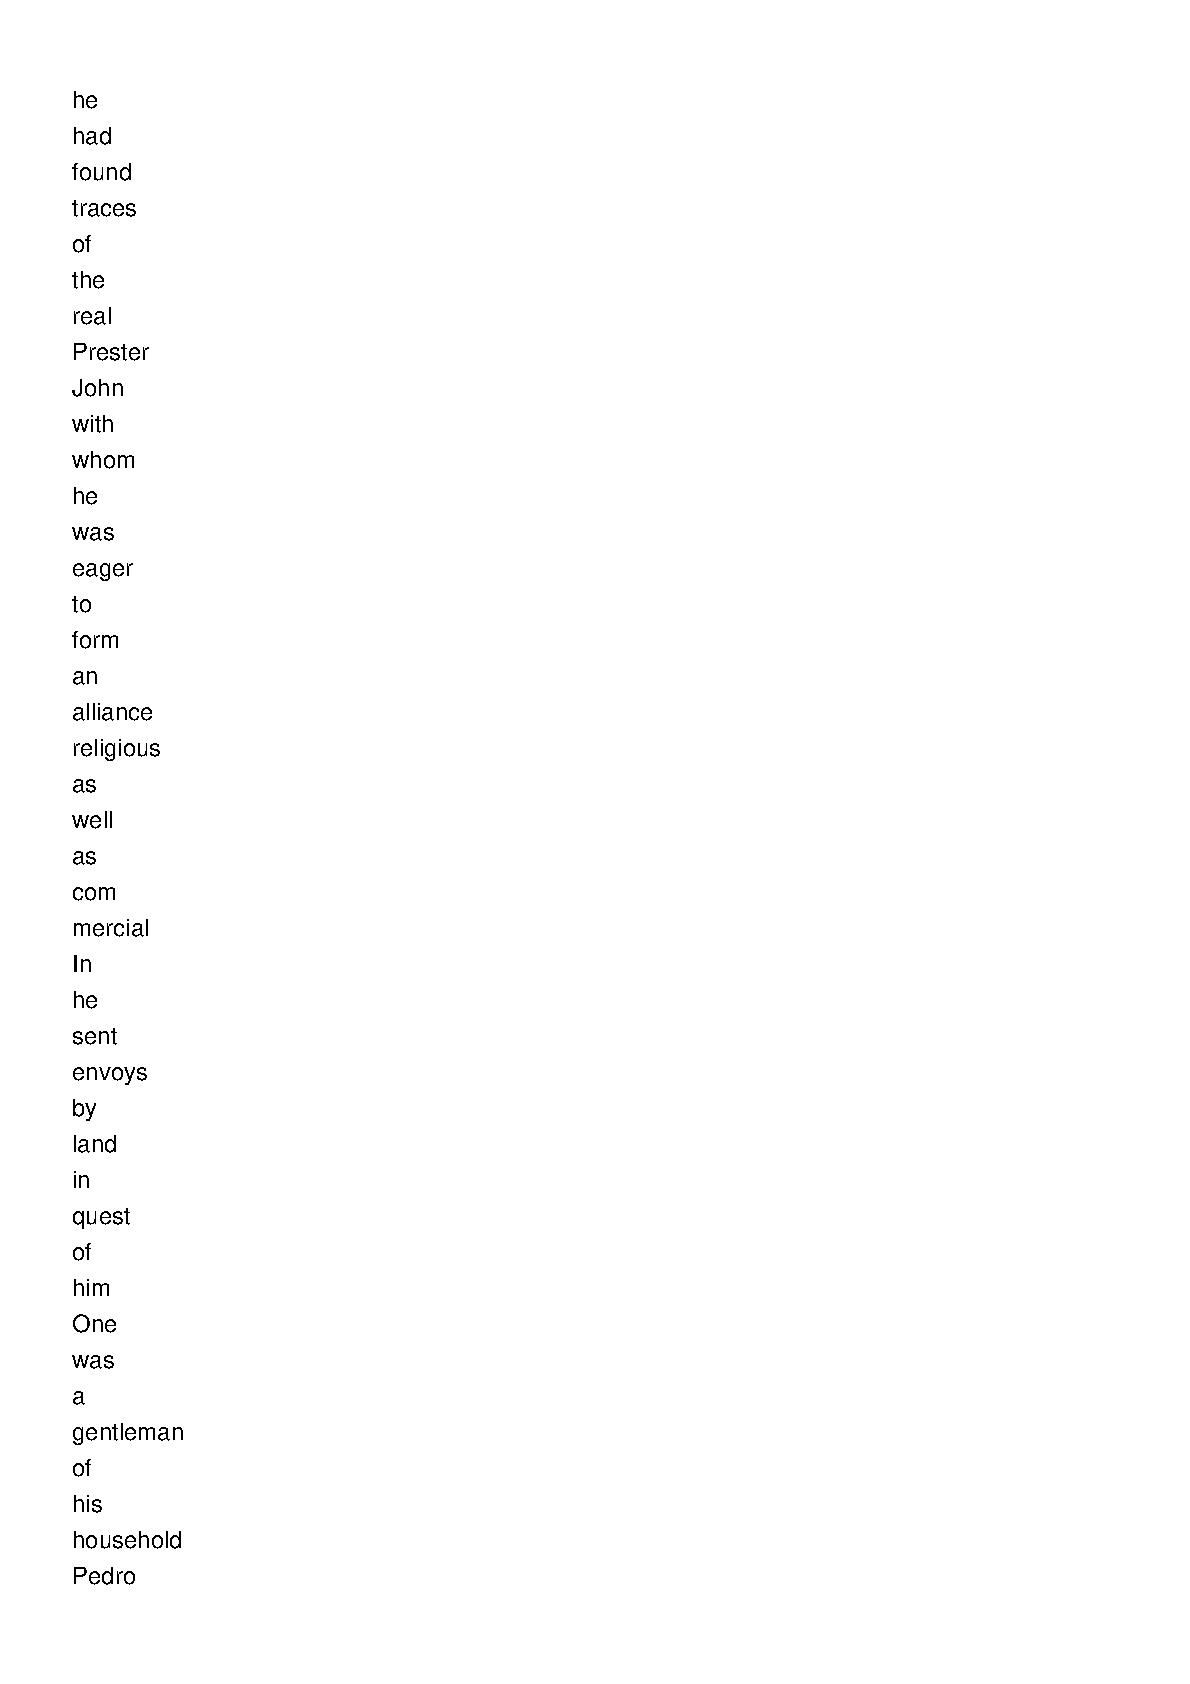 he
had
found
traces
of
the
real
Prester
John
with
whom
he
was
eager
to
form
an
alliance
religious
as
well
as
com
mercial
In
he
sent
envoys
by
land
in
quest
of
him
One
was
a
gentleman
of
his
household
Pedro